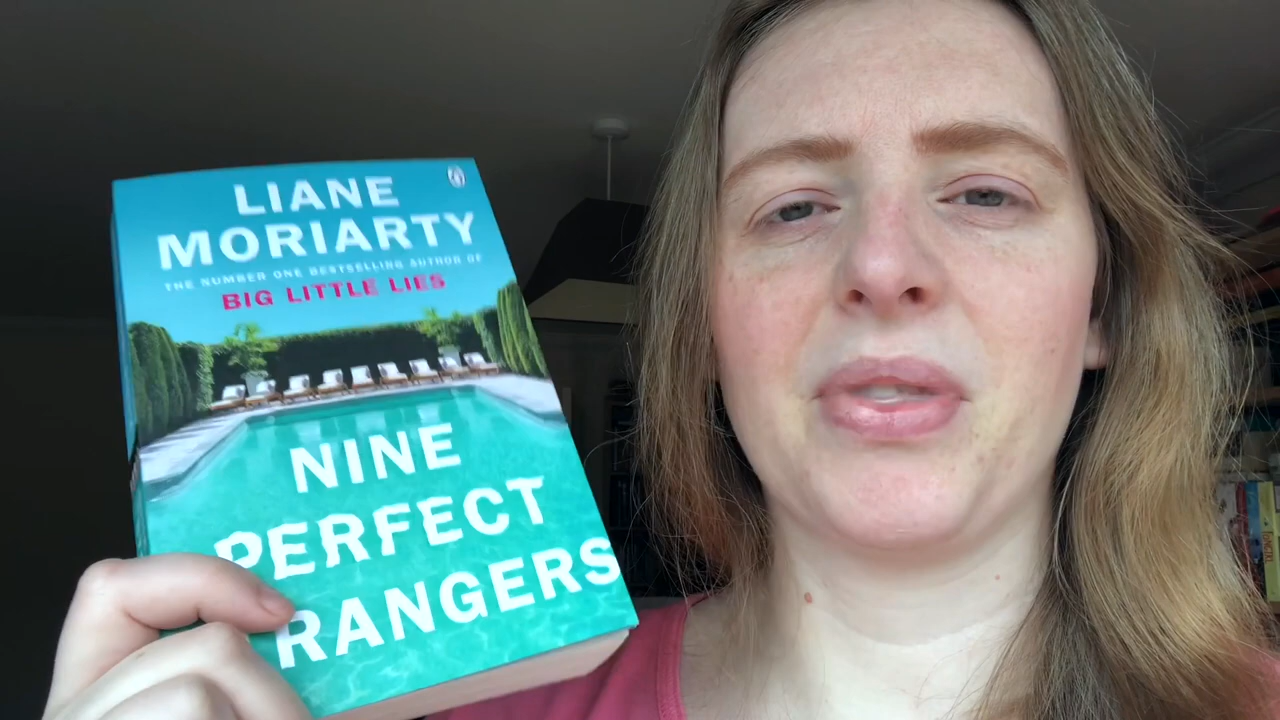 LIANE
MORIARTY
THE NUMBER ONE BESTSELLING AUTHOR OF
BIG LITTLE LIES
NINE
PERFECT
RANGERS